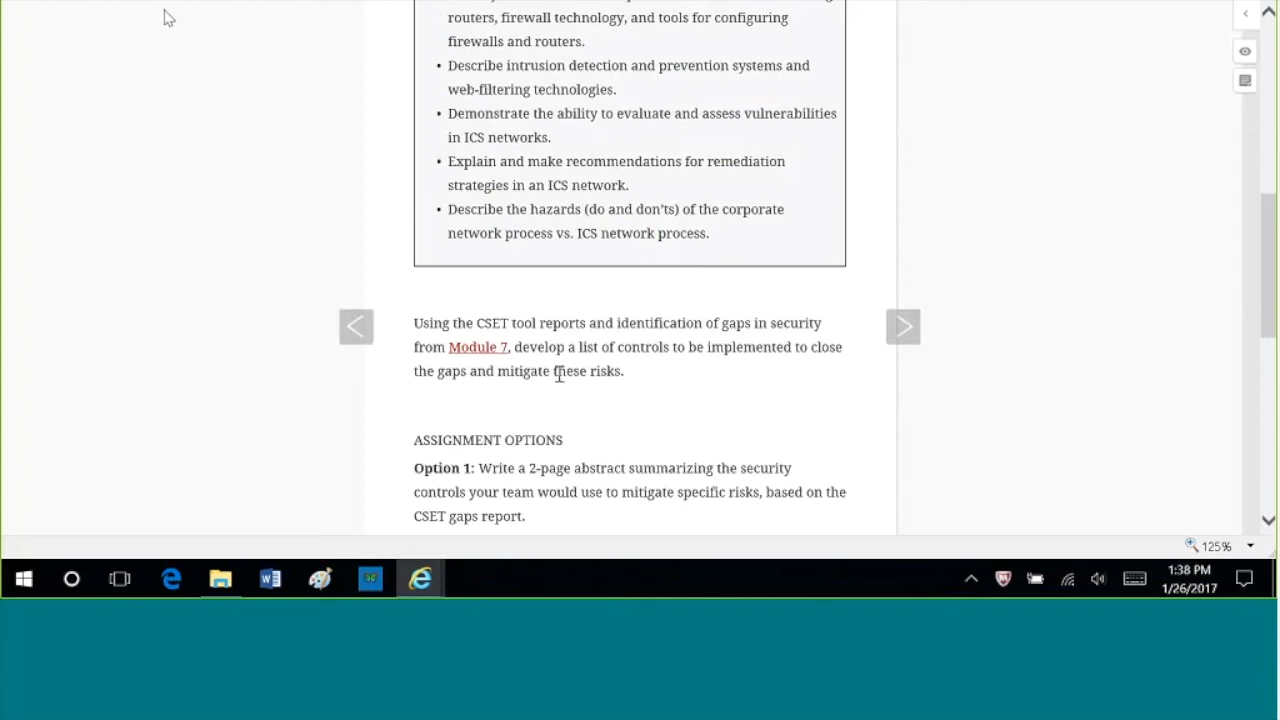 routers, firewall technology, and tools for configuring
firewalls and routers.
• Describe intrusion detection and prevention systems and
web-filtering technologies.
• Demonstrate the ability to evaluate and assess vulnerabilities
in ICS networks.
• Explain and make recommendations for remediation
strategies in an ICS network.
• Describe the hazards (do and don’ts) of the corporate
network process vs. ICS network process.
Using the CSET tool reports and identification of gaps in security
from Module 7, develop a list of controls to be implemented to close
the gaps and mitigate these risks.
ASSIGNMENT OPTIONS
Option 1: Write a 2-page abstract summarizing the security
controls your team would use to mitigate specific risks, based on the
CSET gaps report.
125%
1:38 PM
1/26/2017